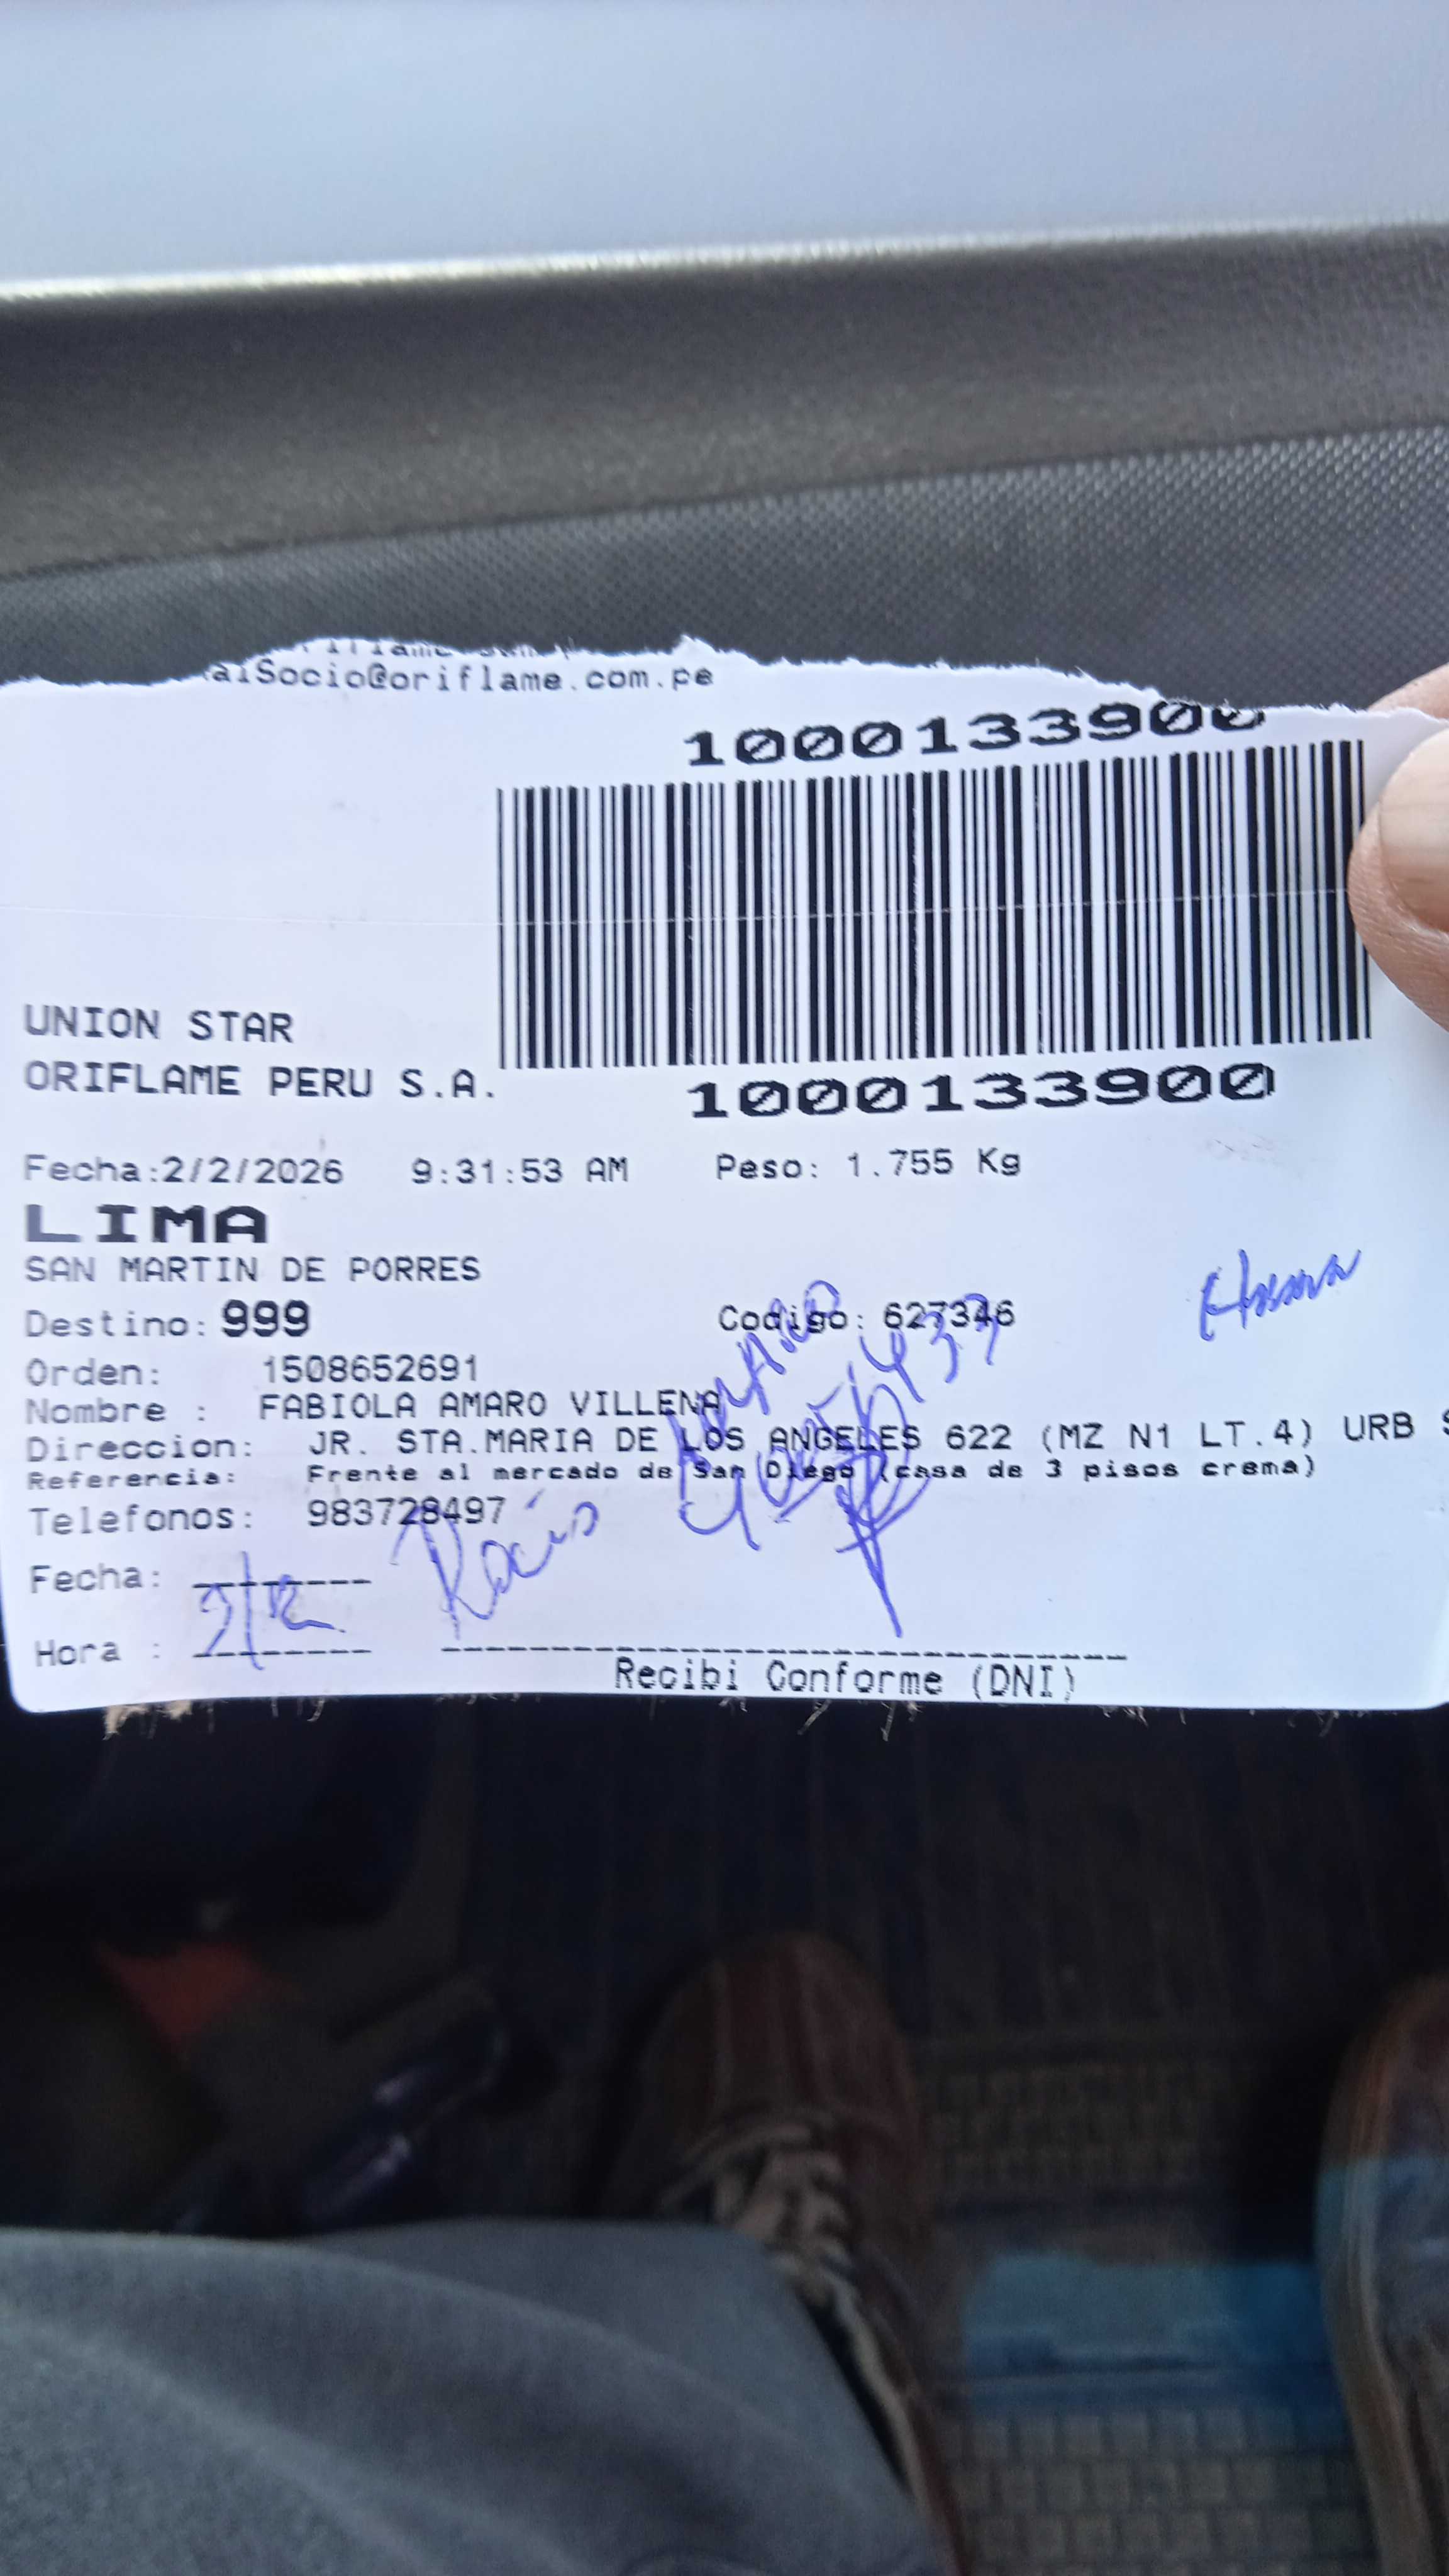 aiSocio@oriflame.com.pe
1000133900
1000133900
UNION STAR
ORIFLAME PERU S.A.
Fecha:2/2/2026 9:31:53 AM Peso: 1.755 Kg
LIMA
SAN MARTIN DE PORRES
Destino: 999 Codigo: 627346
Orden: 1508652691
Nombre : FABIOLA AMARO VILLENA
Direccion: JR. STA.MARIA DE LOS ANGELES 622 (MZ N1 LT.4) URB S
Referencia: Frente al mercado de San Diego (casa de 3 pisos crema)
Telefonos: 983728497
Rocío
Fecha:
Hora :
Recibi Conforme (DNI)